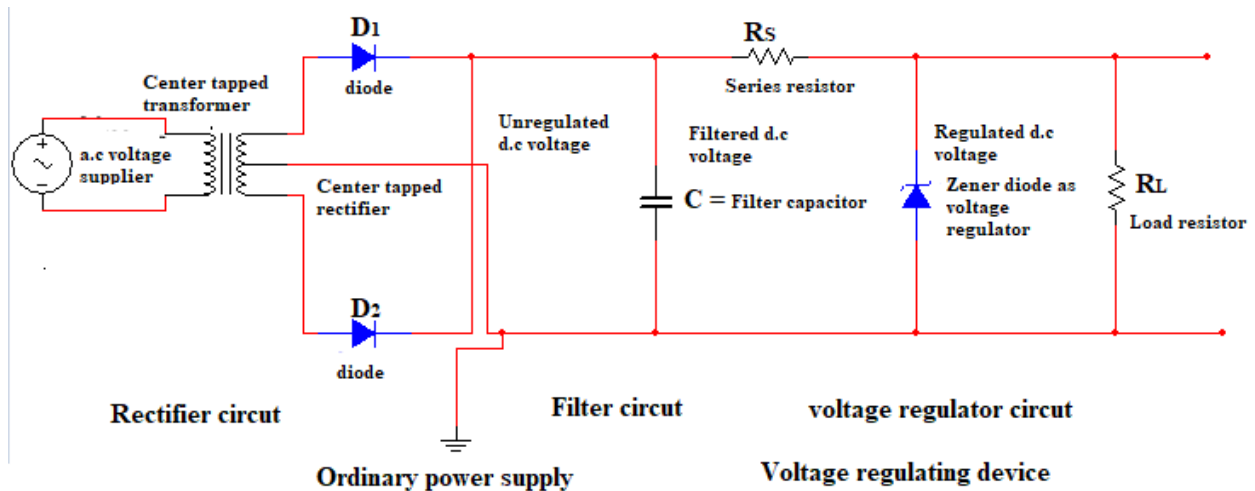 D1
diode
Center tapped
transformer
a.c voltage
supplier
Center tapped
rectifier
D2
diode
Unregulated
d.c voltage
Filtered d.c
voltage
C = Filter capacitor
RS
Series resistor
Regulated d.c
voltage
Zener diode as
voltage
regulator
RL
Load resistor
Rectifier circut
Filter circut
voltage regulator circut
Ordinary power supply
Voltage regulating device